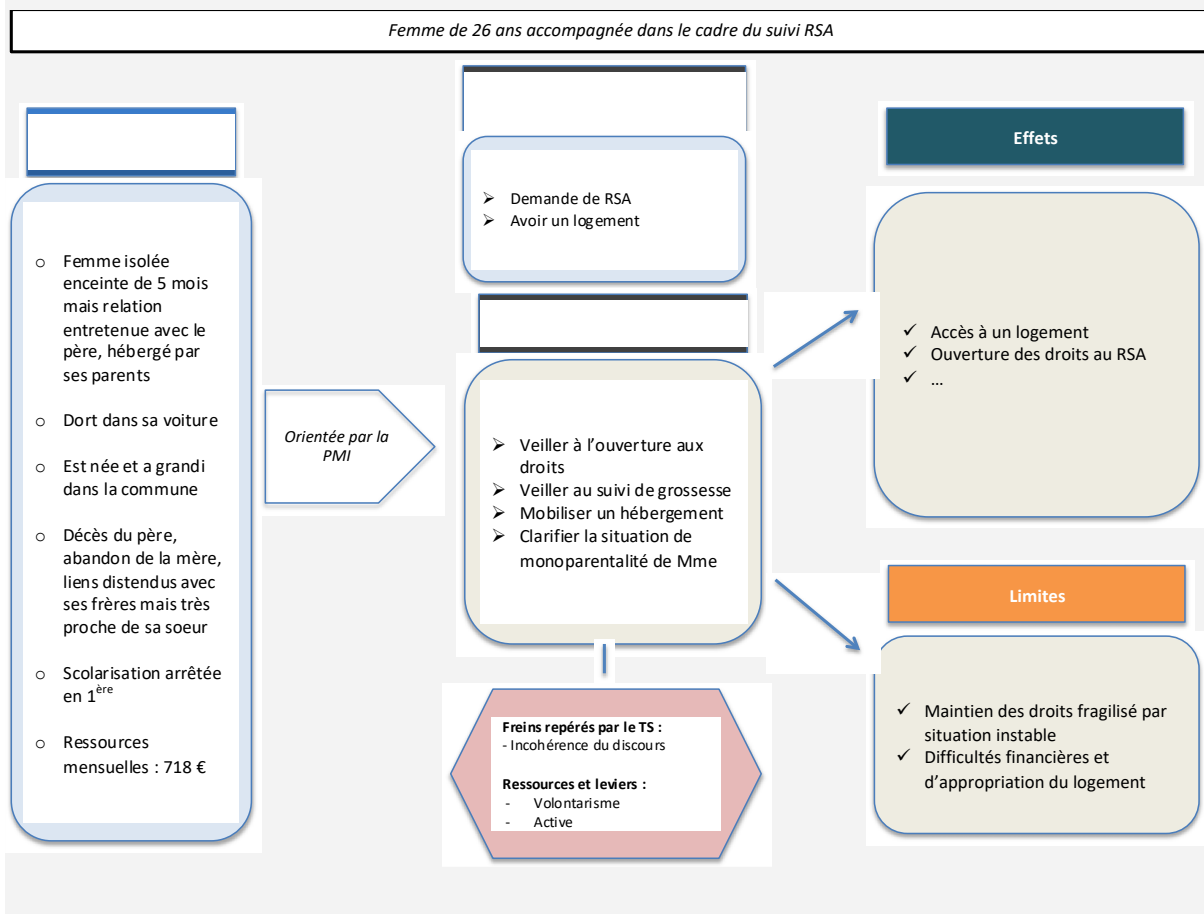 Femme de 26 ans accompagnée dans le cadre du suivi RSA
o Femme isolée
enceinte de 5 mois
mais relation
entretenue avec le
père, hébergé par
ses parents
o Dort dans sa voiture
o Est née et a grandi
dans la commune
o Décès du père,
abandon de la mère,
liens distendus avec
ses frères mais très
proche de sa soeur
o Scolarisation arrêtée
en 1ère
o Ressources
mensuelles : 718 €
Orientée par la
PMI
➢ Demande de RSA
➢ Avoir un logement
➢ Veiller à l’ouverture aux
droits
➢ Veiller au suivi de grossesse
➢ Mobiliser un hébergement
➢ Clarifier la situation de
monoparentalité de Mme
Freins repérés par le TS :
- Incohérence du discours
Ressources et leviers :
- Volontarisme
- Active
Effets
✓ Accès à un logement
✓ Ouverture des droits au RSA
✓ ...
Limites
✓ Maintien des droits fragilisé par
situation instable
✓ Difficultés financières et
d’appropriation du logement